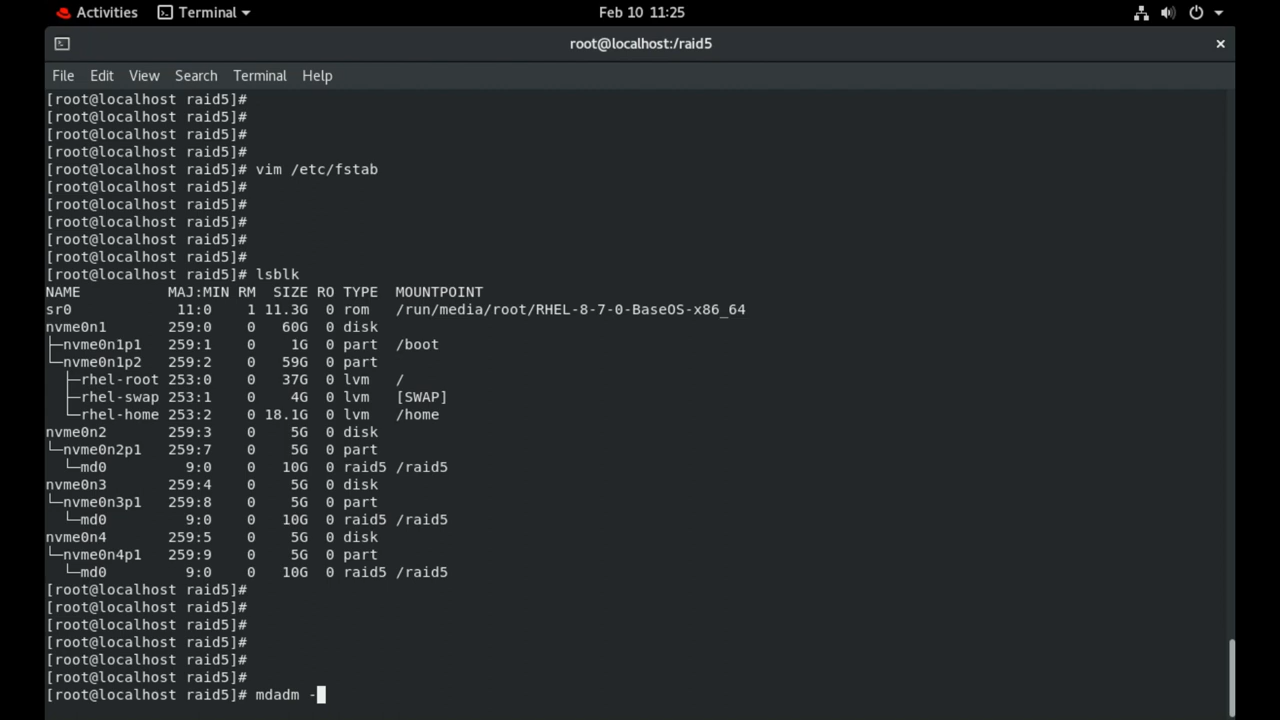 Activities Terminal Feb 10 11:25
root@localhost:/raid5 ×
File Edit View Search Terminal Help
[root@localhost raid5]#
[root@localhost raid5]#
[root@localhost raid5]#
[root@localhost raid5]#
[root@localhost raid5]# vim /etc/fstab
[root@localhost raid5]#
[root@localhost raid5]#
[root@localhost raid5]#
[root@localhost raid5]#
[root@localhost raid5]#
[root@localhost raid5]# lsblk
NAME          MAJ:MIN RM  SIZE RO TYPE  MOUNTPOINT
sr0            11:0    1 11.3G  0 rom   /run/media/root/RHEL-8-7-0-BaseOS-x86_64
nvme0n1       259:0    0   60G  0 disk
├─nvme0n1p1   259:1    0    1G  0 part  /boot
└─nvme0n1p2   259:2    0   59G  0 part
  ├─rhel-root 253:0    0   37G  0 lvm   /
  ├─rhel-swap 253:1    0    4G  0 lvm   [SWAP]
  └─rhel-home 253:2    0 18.1G  0 lvm   /home
nvme0n2       259:3    0    5G  0 disk
└─nvme0n2p1   259:7    0    5G  0 part
  └─md0         9:0    0   10G  0 raid5 /raid5
nvme0n3       259:4    0    5G  0 disk
└─nvme0n3p1   259:8    0    5G  0 part
  └─md0         9:0    0   10G  0 raid5 /raid5
nvme0n4       259:5    0    5G  0 disk
└─nvme0n4p1   259:9    0    5G  0 part
  └─md0         9:0    0   10G  0 raid5 /raid5
[root@localhost raid5]#
[root@localhost raid5]#
[root@localhost raid5]#
[root@localhost raid5]#
[root@localhost raid5]#
[root@localhost raid5]#
[root@localhost raid5]# mdadm -